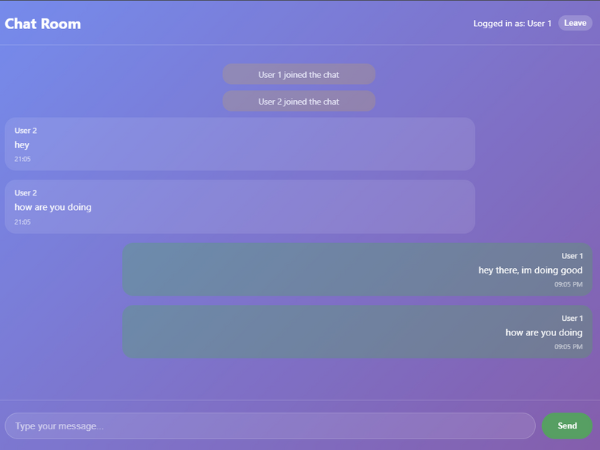 Chat Room
Logged in as: User 1
Leave
User 1 joined the chat
User 2 joined the chat
User 2
hey
21:05
User 2
how are you doing
21:05
User 1
hey there, im doing good
09:05 PM
User 1
how are you doing
09:05 PM
Type your message...
Send